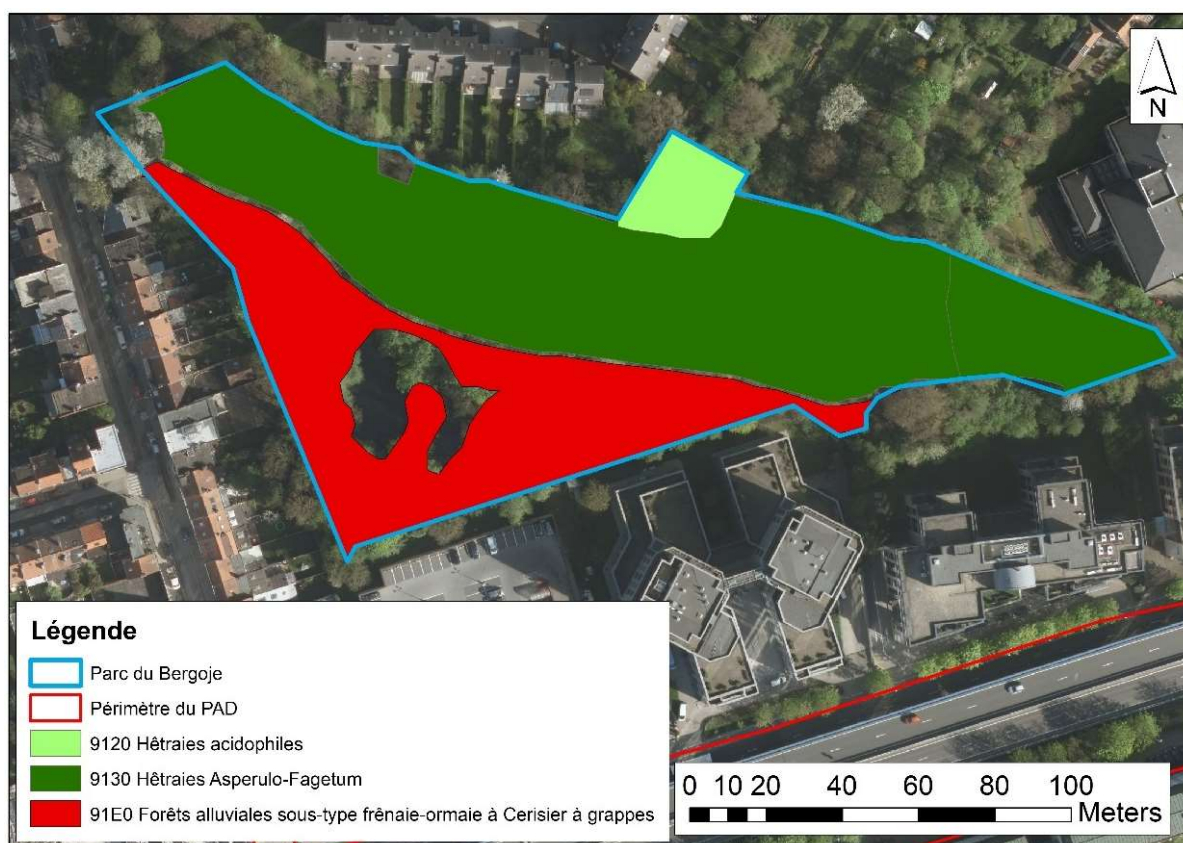 N
Légende
Parc du Bergoje
Périmètre du PAD
9120 Hêtraies acidophiles
9130 Hêtraies Asperulo-Fagetum
91E0 Forêts alluviales sous-type frênaie-ormaie à Cerisier à grappes
0 10 20 40 60 80 100
Meters